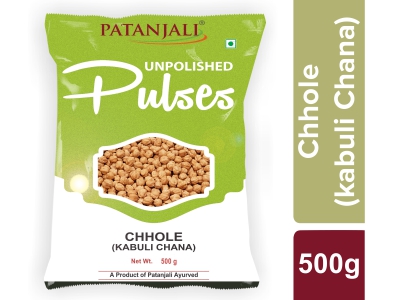 PATANJALI®
UNPOLISHED
Pulses
CHHOLE
(KABULI CHANA)
Net Wt. 500 g
A Product of Patanjali Ayurved
Chhole
(kabuli Chana)
500g